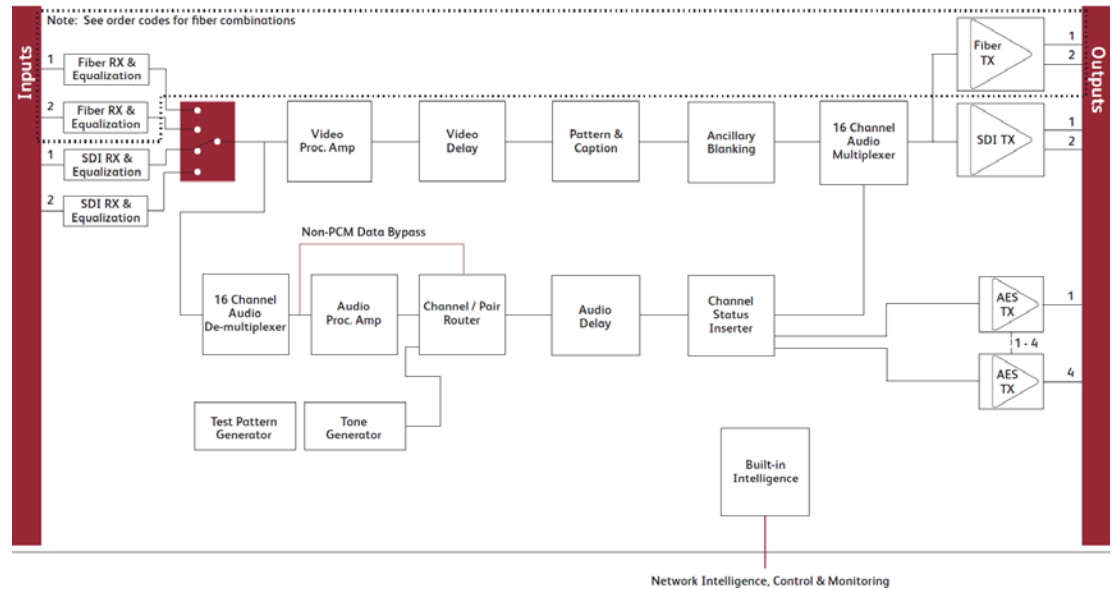 Note: See order codes for fiber combinations
Inputs
Outputs
1
Fiber RX &
Equalization
2
Fiber RX &
Equalization
1
SDI RX &
Equalization
2
SDI RX &
Equalization
Video
Proc. Amp
Video
Delay
Pattern &
Caption
Ancillary
Blanking
16 Channel
Audio
Multiplexer
Fiber
TX
1
2
SDI TX
1
2
Non-PCM Data Bypass
16 Channel
Audio
De-multiplexer
Audio
Proc. Amp
Channel / Pair
Router
Audio
Delay
Channel
Status
Inserter
AES
TX
1
1 - 4
AES
TX
4
Test Pattern
Generator
Tone
Generator
Built-in
Intelligence
Network Intelligence, Control & Monitoring